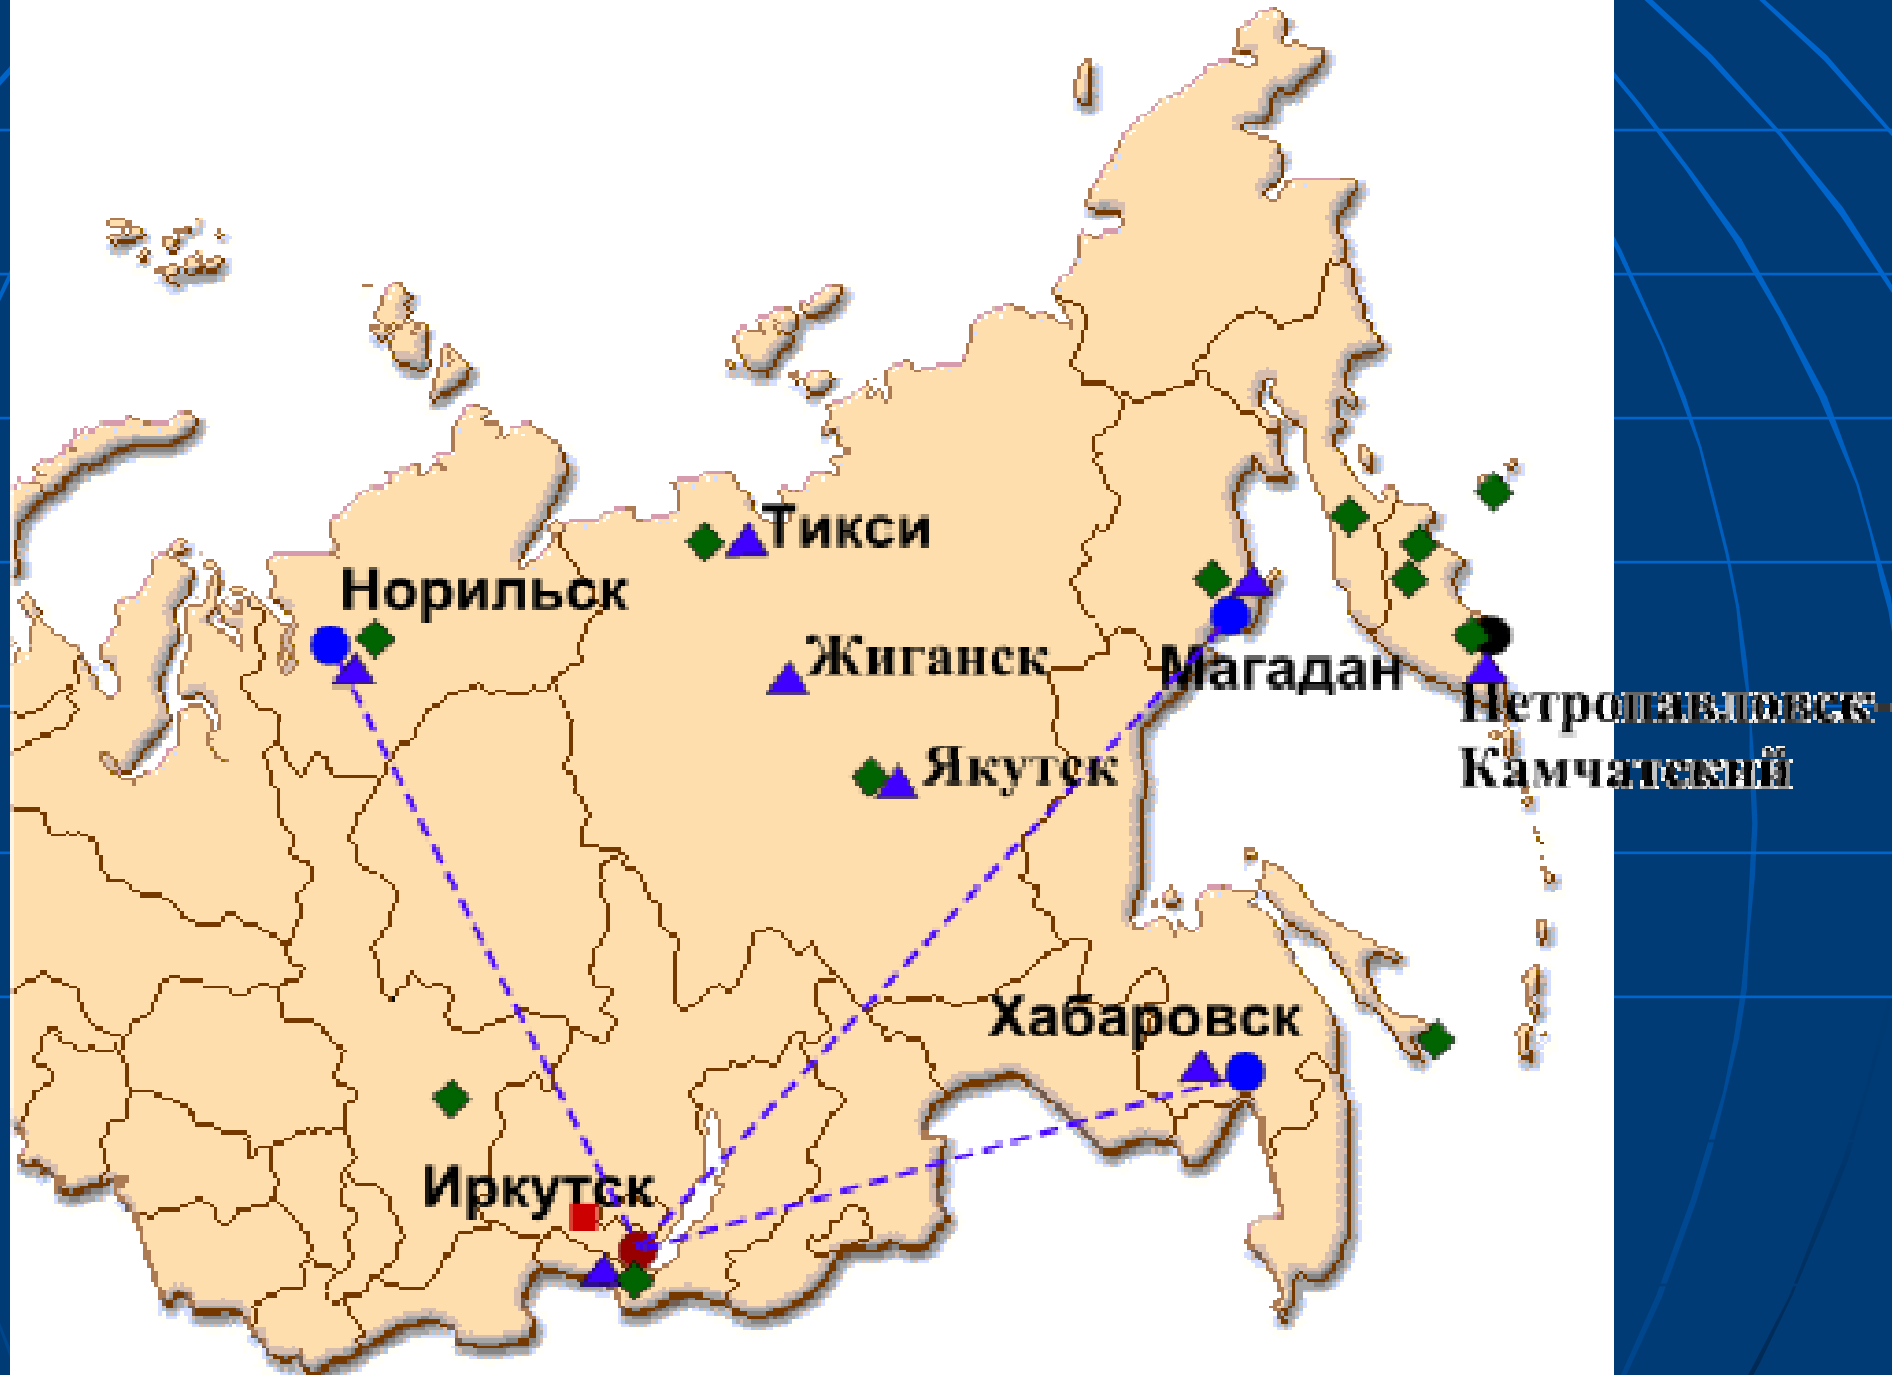 Тикси
Норильск
Жиганск
Магадан
Петропавловск-
Камчатский
Якутск
Хабаровск
Иркутск